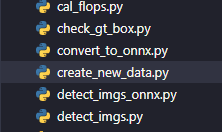 cal_flops.py
check_gt_box.py
convert_to_onnx.py
create_new_data.py
detect_imgs_onnx.py
detect_imgs.py